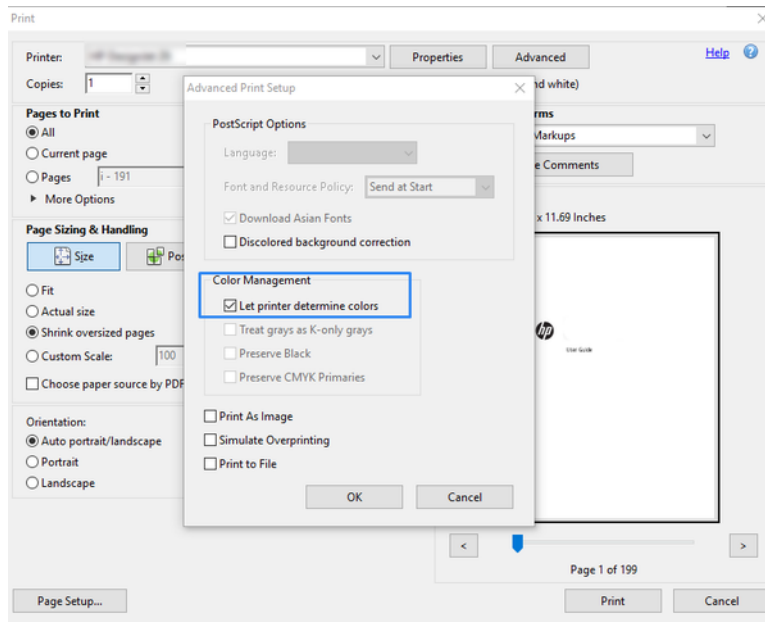 Print
Printer:
Properties
Advanced
Help
?
Copies: 1
nd white)
Pages to Print
All
Current page
Pages i - 191
More Options
Page Sizing & Handling
Size
Pos
Fit
Actual size
Shrink oversized pages
Custom Scale: 100
Choose paper source by PDF
Orientation:
Auto portrait/landscape
Portrait
Landscape
Advanced Print Setup
PostScript Options
Language:
Font and Resource Policy: Send at Start
Download Asian Fonts
Discolored background correction
Color Management
Let printer determine colors
Treat grays as K-only grays
Preserve Black
Preserve CMYK Primaries
Print As Image
Simulate Overprinting
Print to File
OK
Cancel
rms
Markups
e Comments
x 11.69 Inches
hp
User Guide
<
>
Page 1 of 199
Page Setup...
Print
Cancel